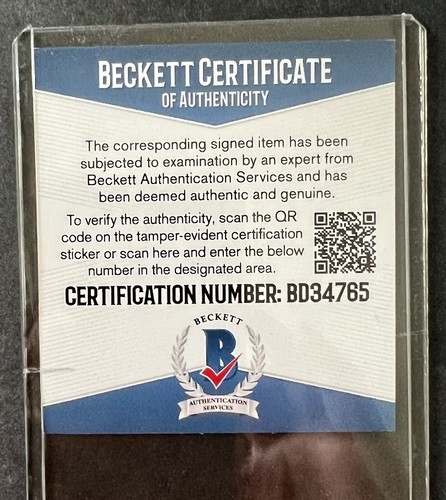 BECKETT CERTIFICATE
OF AUTHENTICITY
The corresponding signed item has been
subjected to examination by an expert from
Beckett Authentication Services and has
been deemed authentic and genuine.
To verify the authenticity, scan the QR
code on the tamper-evident certification
sticker or scan here and enter the below
number in the designated area.
CERTIFICATION NUMBER: BD34765
BECKETT
B
AUTHENTICATION
SERVICES